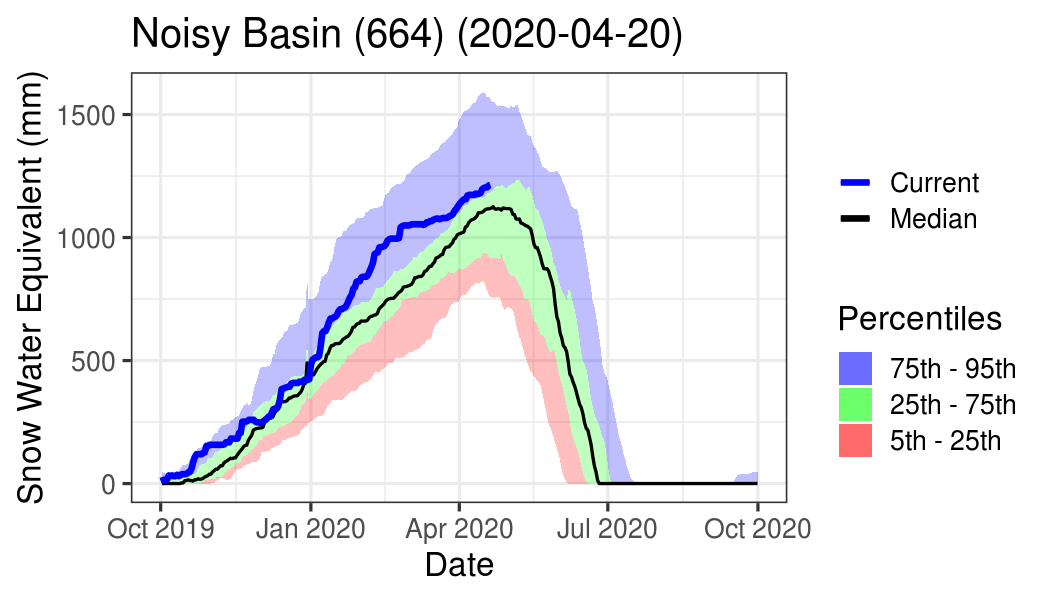 Noisy Basin (664) (2020-04-20)
Snow Water Equivalent (mm)
1500
1000
500
0
Oct 2019 Jan 2020 Apr 2020 Jul 2020 Oct 2020
Date
Current
Median
Percentiles
75th - 95th
25th - 75th
5th - 25th